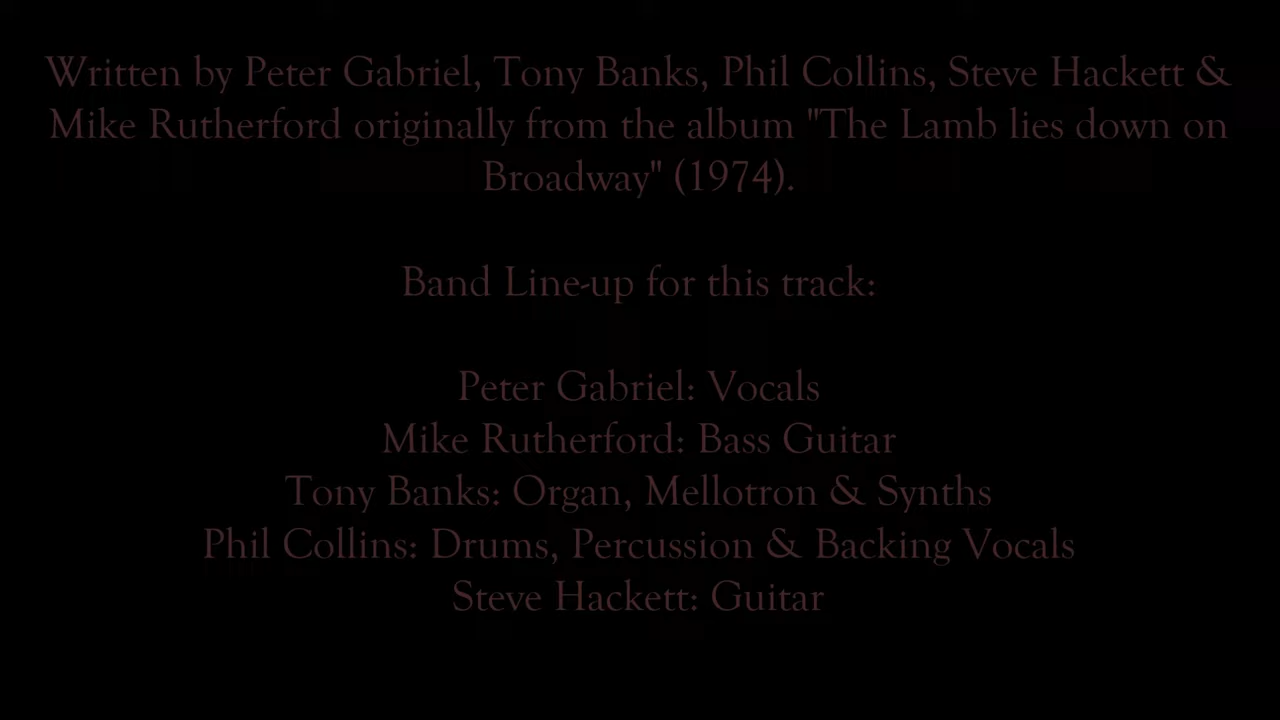 Written by Peter Gabriel, Tony Banks, Phil Collins, Steve Hackett &
Mike Rutherford originally from the album "The Lamb lies down on
Broadway" (1974).
Band Line-up for this track:
Peter Gabriel: Vocals
Mike Rutherford: Bass Guitar
Tony Banks: Organ, Mellotron & Synths
Phil Collins: Drums, Percussion & Backing Vocals
Steve Hackett: Guitar